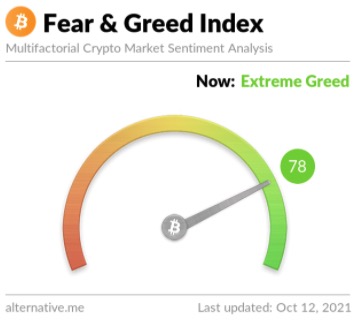 Fear & Greed Index
Multifactorial Crypto Market Sentiment Analysis
Now: Extreme Greed
78
alternative.me
Last updated: Oct 12, 2021